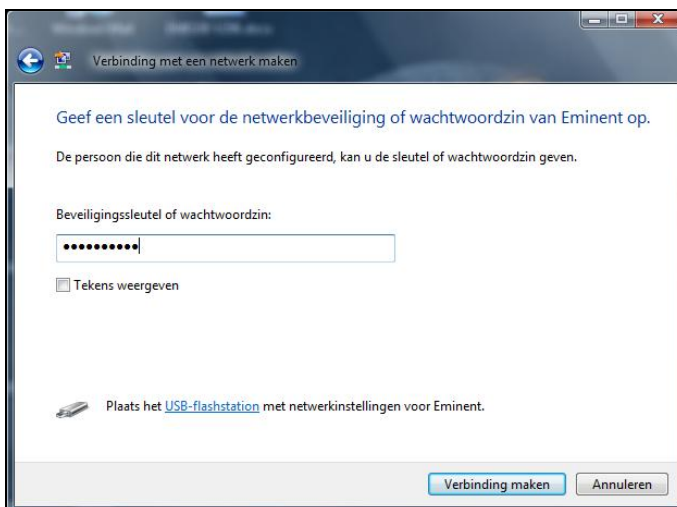 Verbinding met een netwerk maken
Geef een sleutel voor de netwerkbeveiliging of wachtwoordzin van Eminent op.
De persoon die dit netwerk heeft geconfigureerd, kan u de sleutel of wachtwoordzin geven.
Beveiligingssleutel of wachtwoordzin:
●●●●●●●●●●
Tekens weergeven
Plaats het USB-flashstation met netwerkinstellingen voor Eminent.
Verbinding maken Annuleren